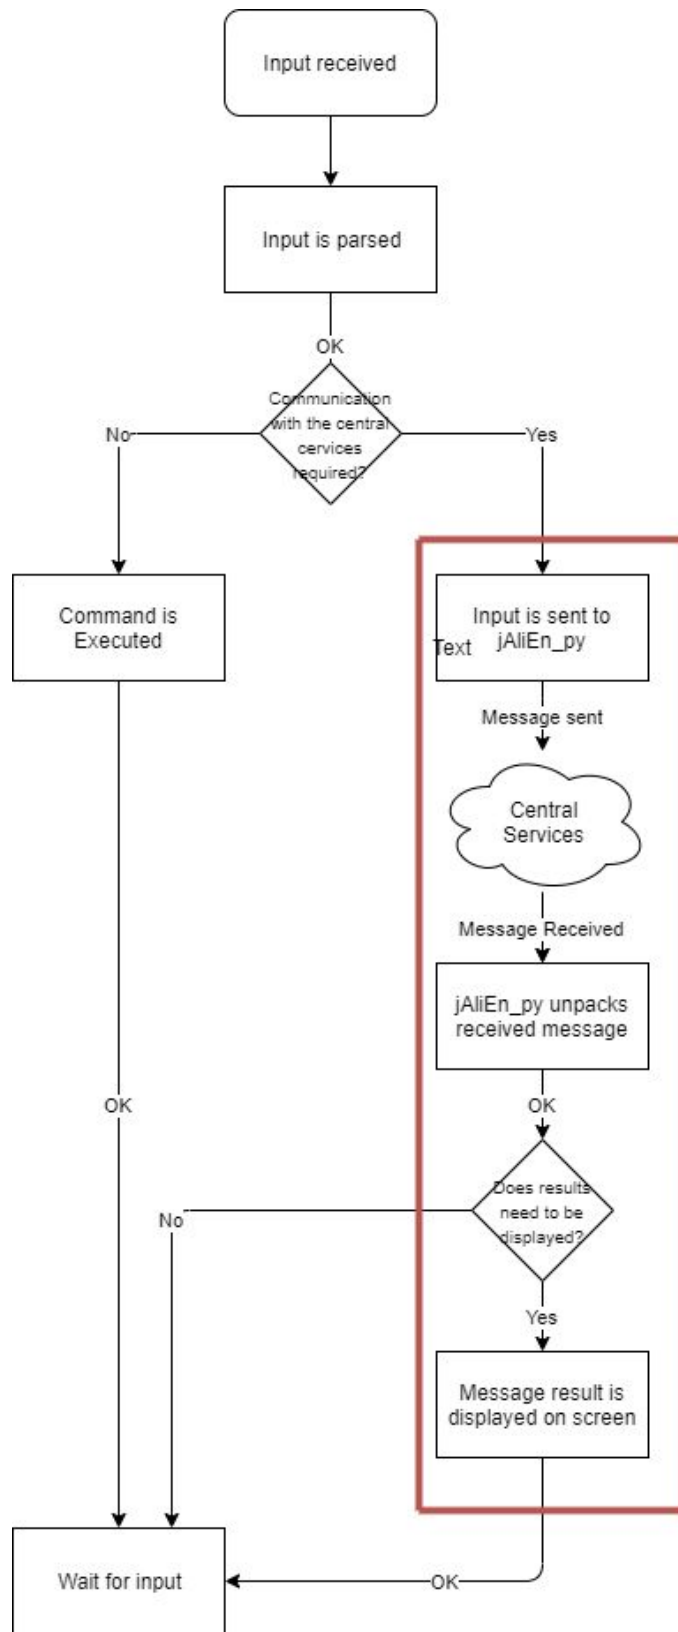 Input received
Input is parsed
OK
Communication
with the central
cervices
required?
No
Yes
Command is
Executed
Input is sent to
jAliEn_py
Text
Message sent
Central
Services
Message Received
jAliEn_py unpacks
received message
OK
OK
Does results
need to be
displayed?
No
Yes
Message result is
displayed on screen
Wait for input
OK